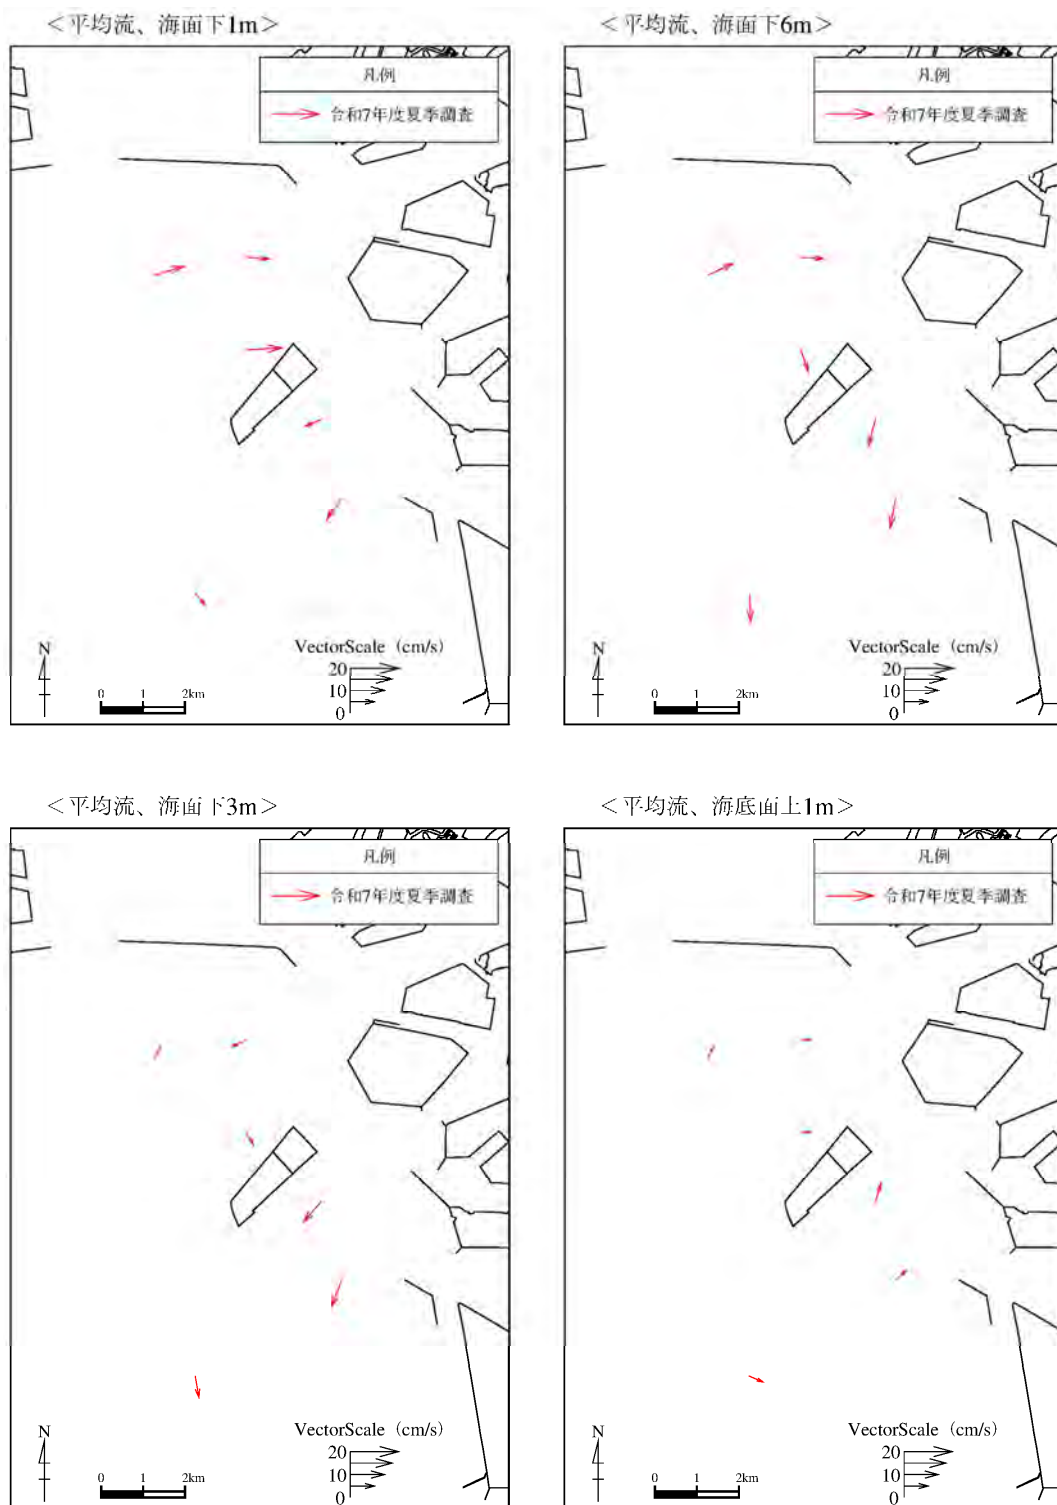 ＜平均流、海面下1m＞
凡例
令和7年度夏季調査
N
0 1 2km
VectorScale (cm/s)
20
10
0
＜平均流、海面下6m＞
凡例
令和7年度夏季調査
N
0 1 2km
VectorScale (cm/s)
20
10
0
＜平均流、海面下3m＞
凡例
令和7年度夏季調査
N
0 1 2km
VectorScale (cm/s)
20
10
0
＜平均流、海底面上1m＞
凡例
令和7年度夏季調査
N
0 1 2km
VectorScale (cm/s)
20
10
0